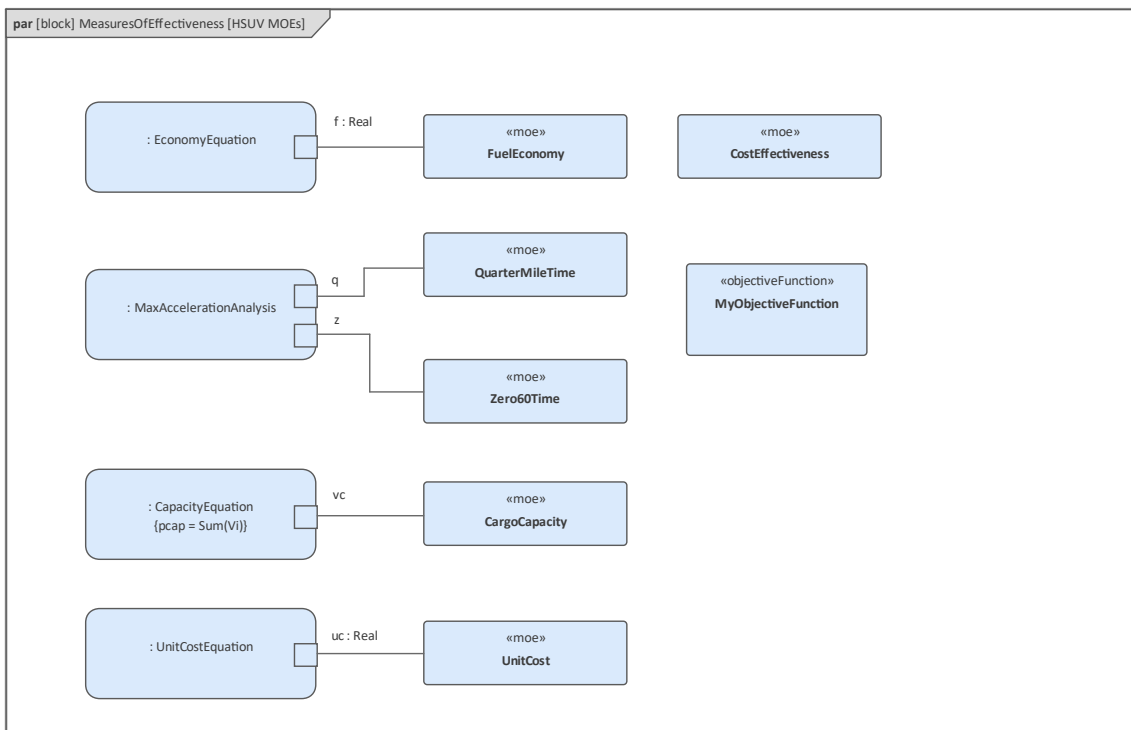 par [block] MeasuresOfEffectiveness [HSUV MOEs]
: EconomyEquation
f : Real
«moe»
FuelEconomy
«moe»
CostEffectiveness
: MaxAccelerationAnalysis
q
z
«moe»
QuarterMileTime
«moe»
Zero60Time
«objectiveFunction»
MyObjectiveFunction
: CapacityEquation
{pcap = Sum(Vi)}
vc
«moe»
CargoCapacity
: UnitCostEquation
uc : Real
«moe»
UnitCost